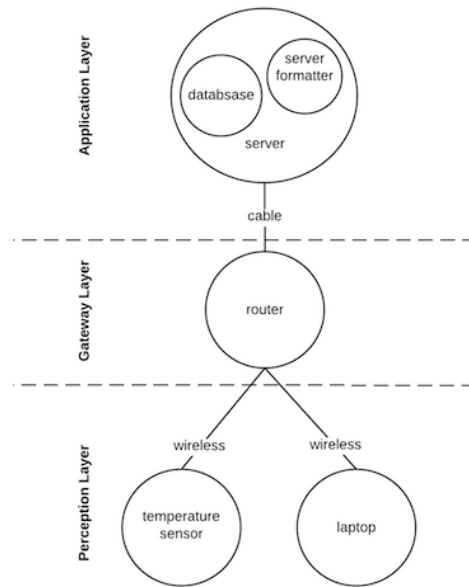 Application Layer
databsase
server
formatter
server
cable
Gateway Layer
router
Perception Layer
wireless
wireless
temperature
sensor
laptop